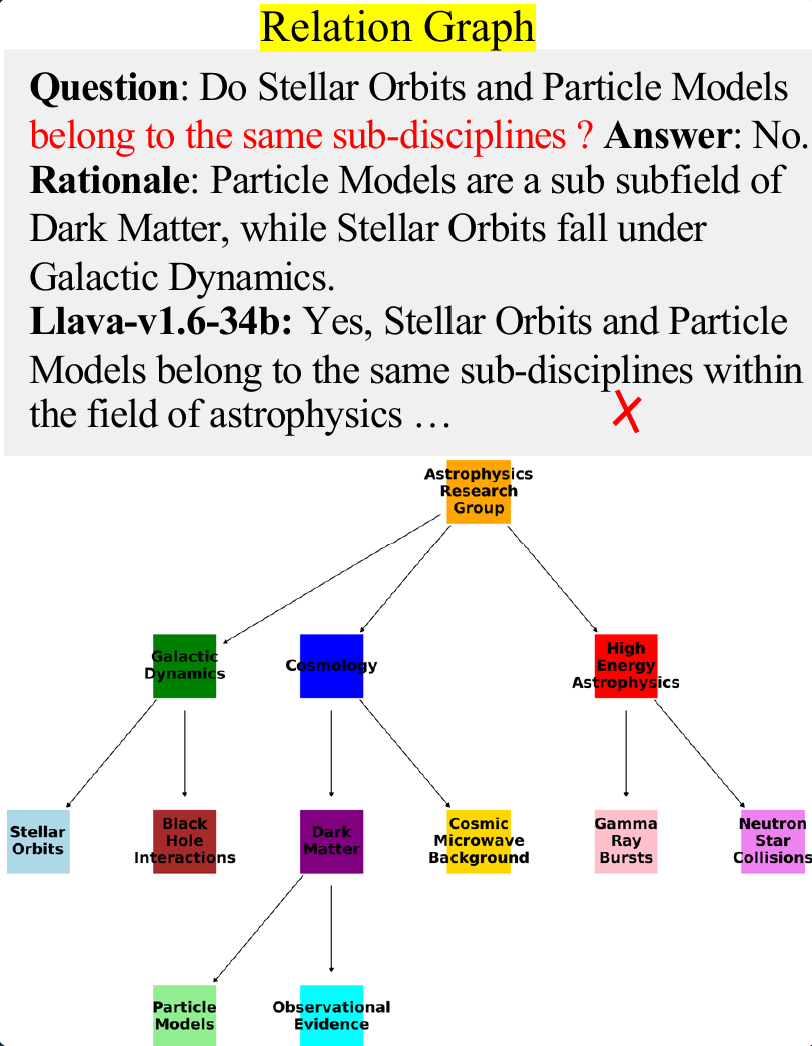 Relation Graph
Question: Do Stellar Orbits and Particle Models
belong to the same sub-disciplines ? Answer: No.
Rationale: Particle Models are a sub subfield of
Dark Matter, while Stellar Orbits fall under
Galactic Dynamics.
Llava-v1.6-34b: Yes, Stellar Orbits and Particle
Models belong to the same sub-disciplines within
the field of astrophysics …
Astrophysics
Research
Group
Galactic
Dynamics
Cosmology
High
Energy
Astrophysics
Stellar
Orbits
Black
Hole
Interactions
Dark
Matter
Cosmic
Microwave
Background
Gamma
Ray
Bursts
Neutron
Star
Collisions
Particle
Models
Observational
Evidence